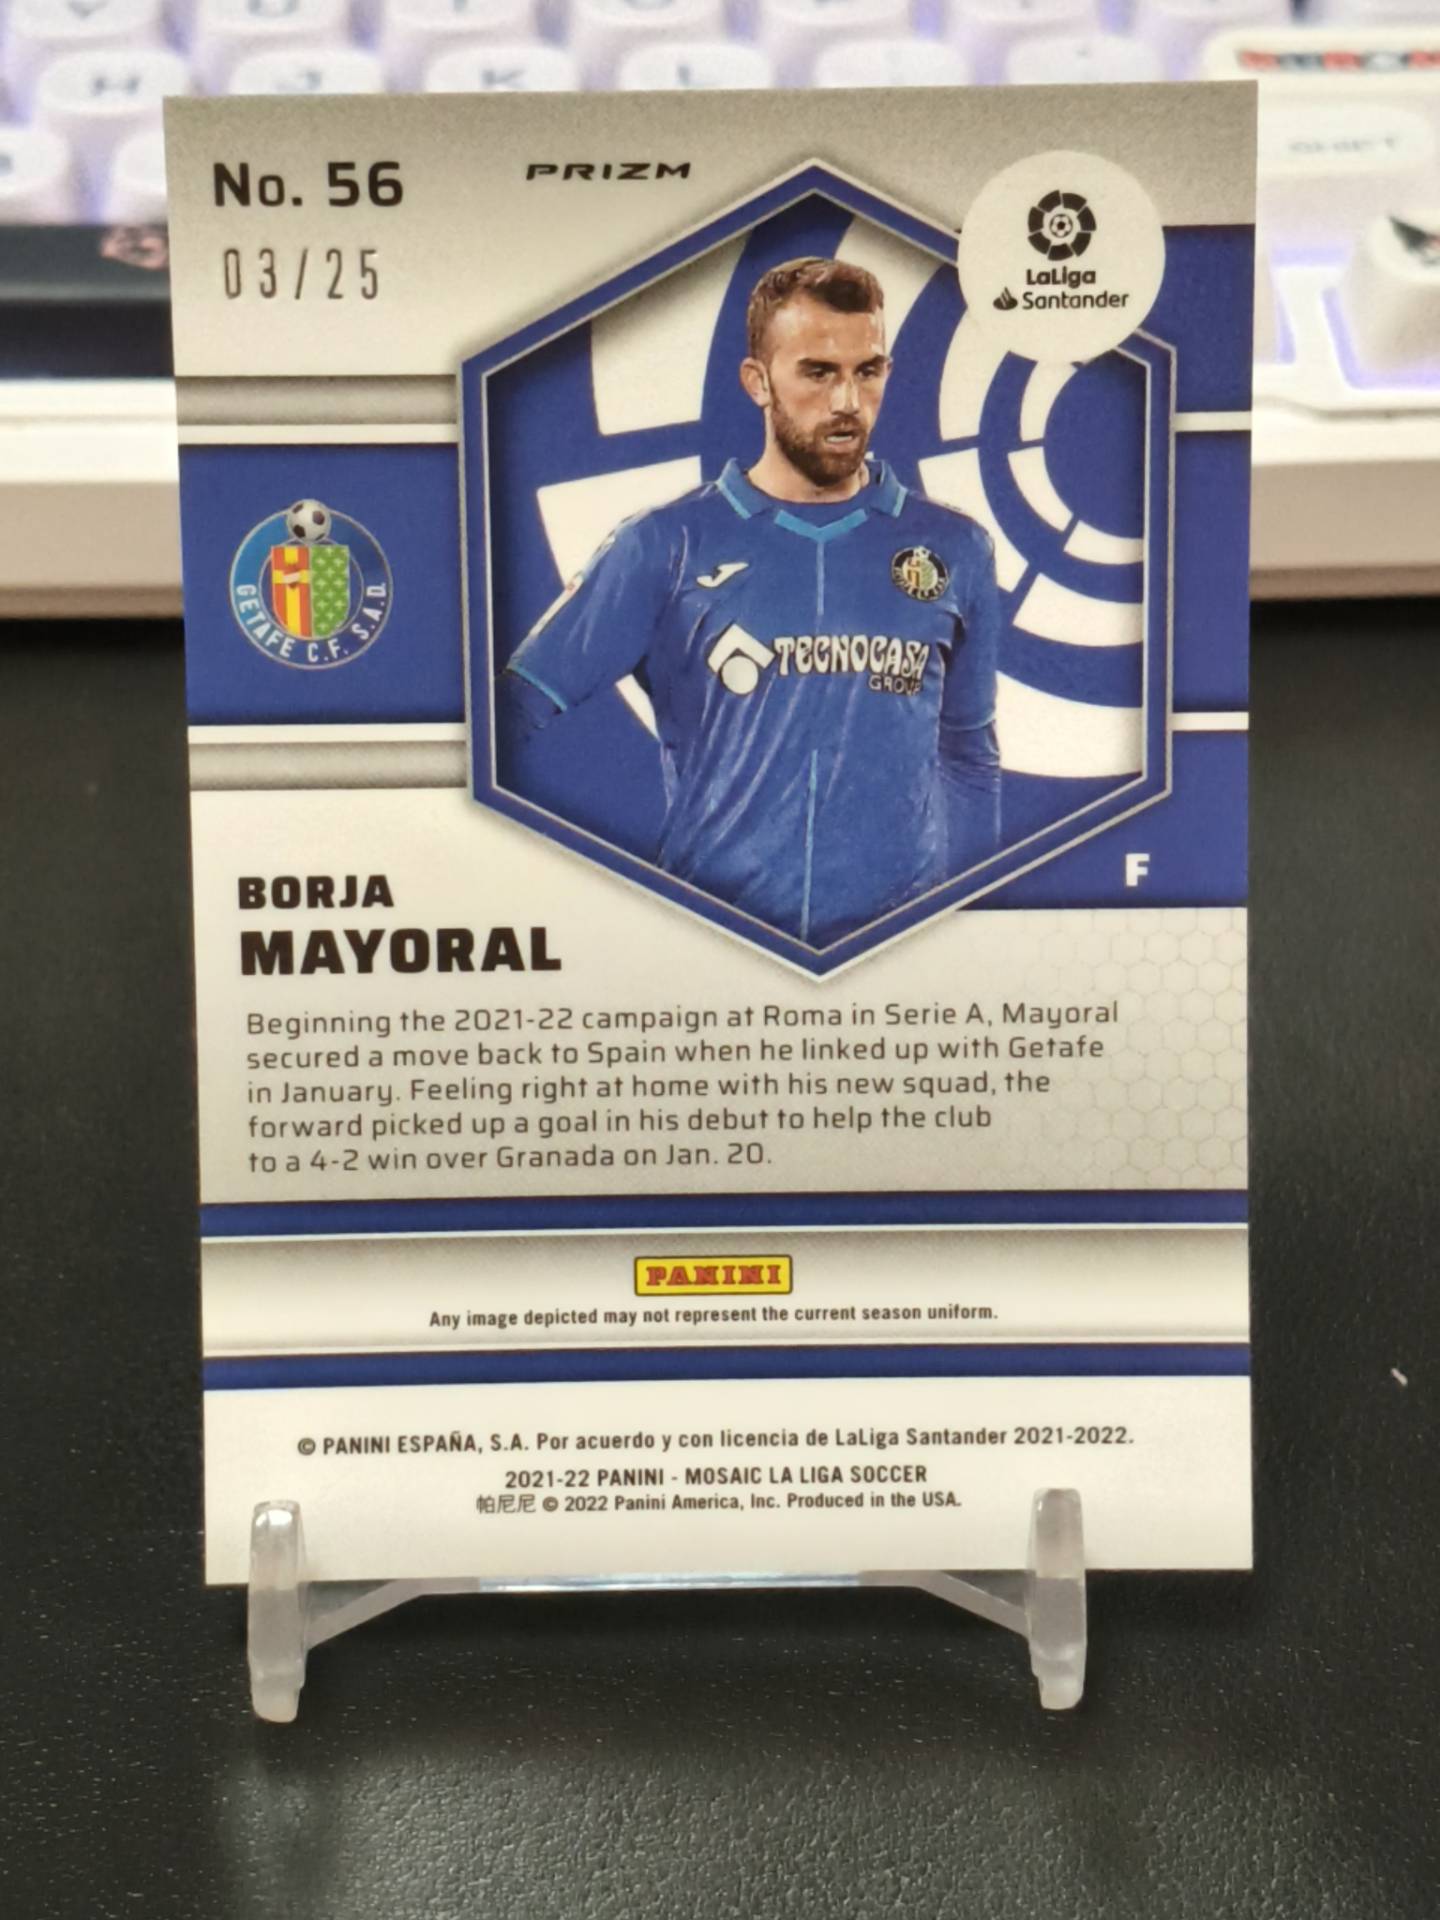 H J K L
SHIFT
No. 56
PRIZM
03/25
LaLiga
Santander
GETAFE C.F. S.A.D.
TECNOCASA
GROUP
F
BORJA
MAYORAL
Beginning the 2021-22 campaign at Roma in Serie A, Mayoral
secured a move back to Spain when he linked up with Getafe
in January. Feeling right at home with his new squad, the
forward picked up a goal in his debut to help the club
to a 4-2 win over Granada on Jan. 20.
PANINI
Any image depicted may not represent the current season uniform.
© PANINI ESPAÑA, S.A. Por acuerdo y con licencia de LaLiga Santander 2021-2022.
2021-22 PANINI - MOSAIC LA LIGA SOCCER
帕尼尼 © 2022 Panini America, Inc. Produced in the USA.